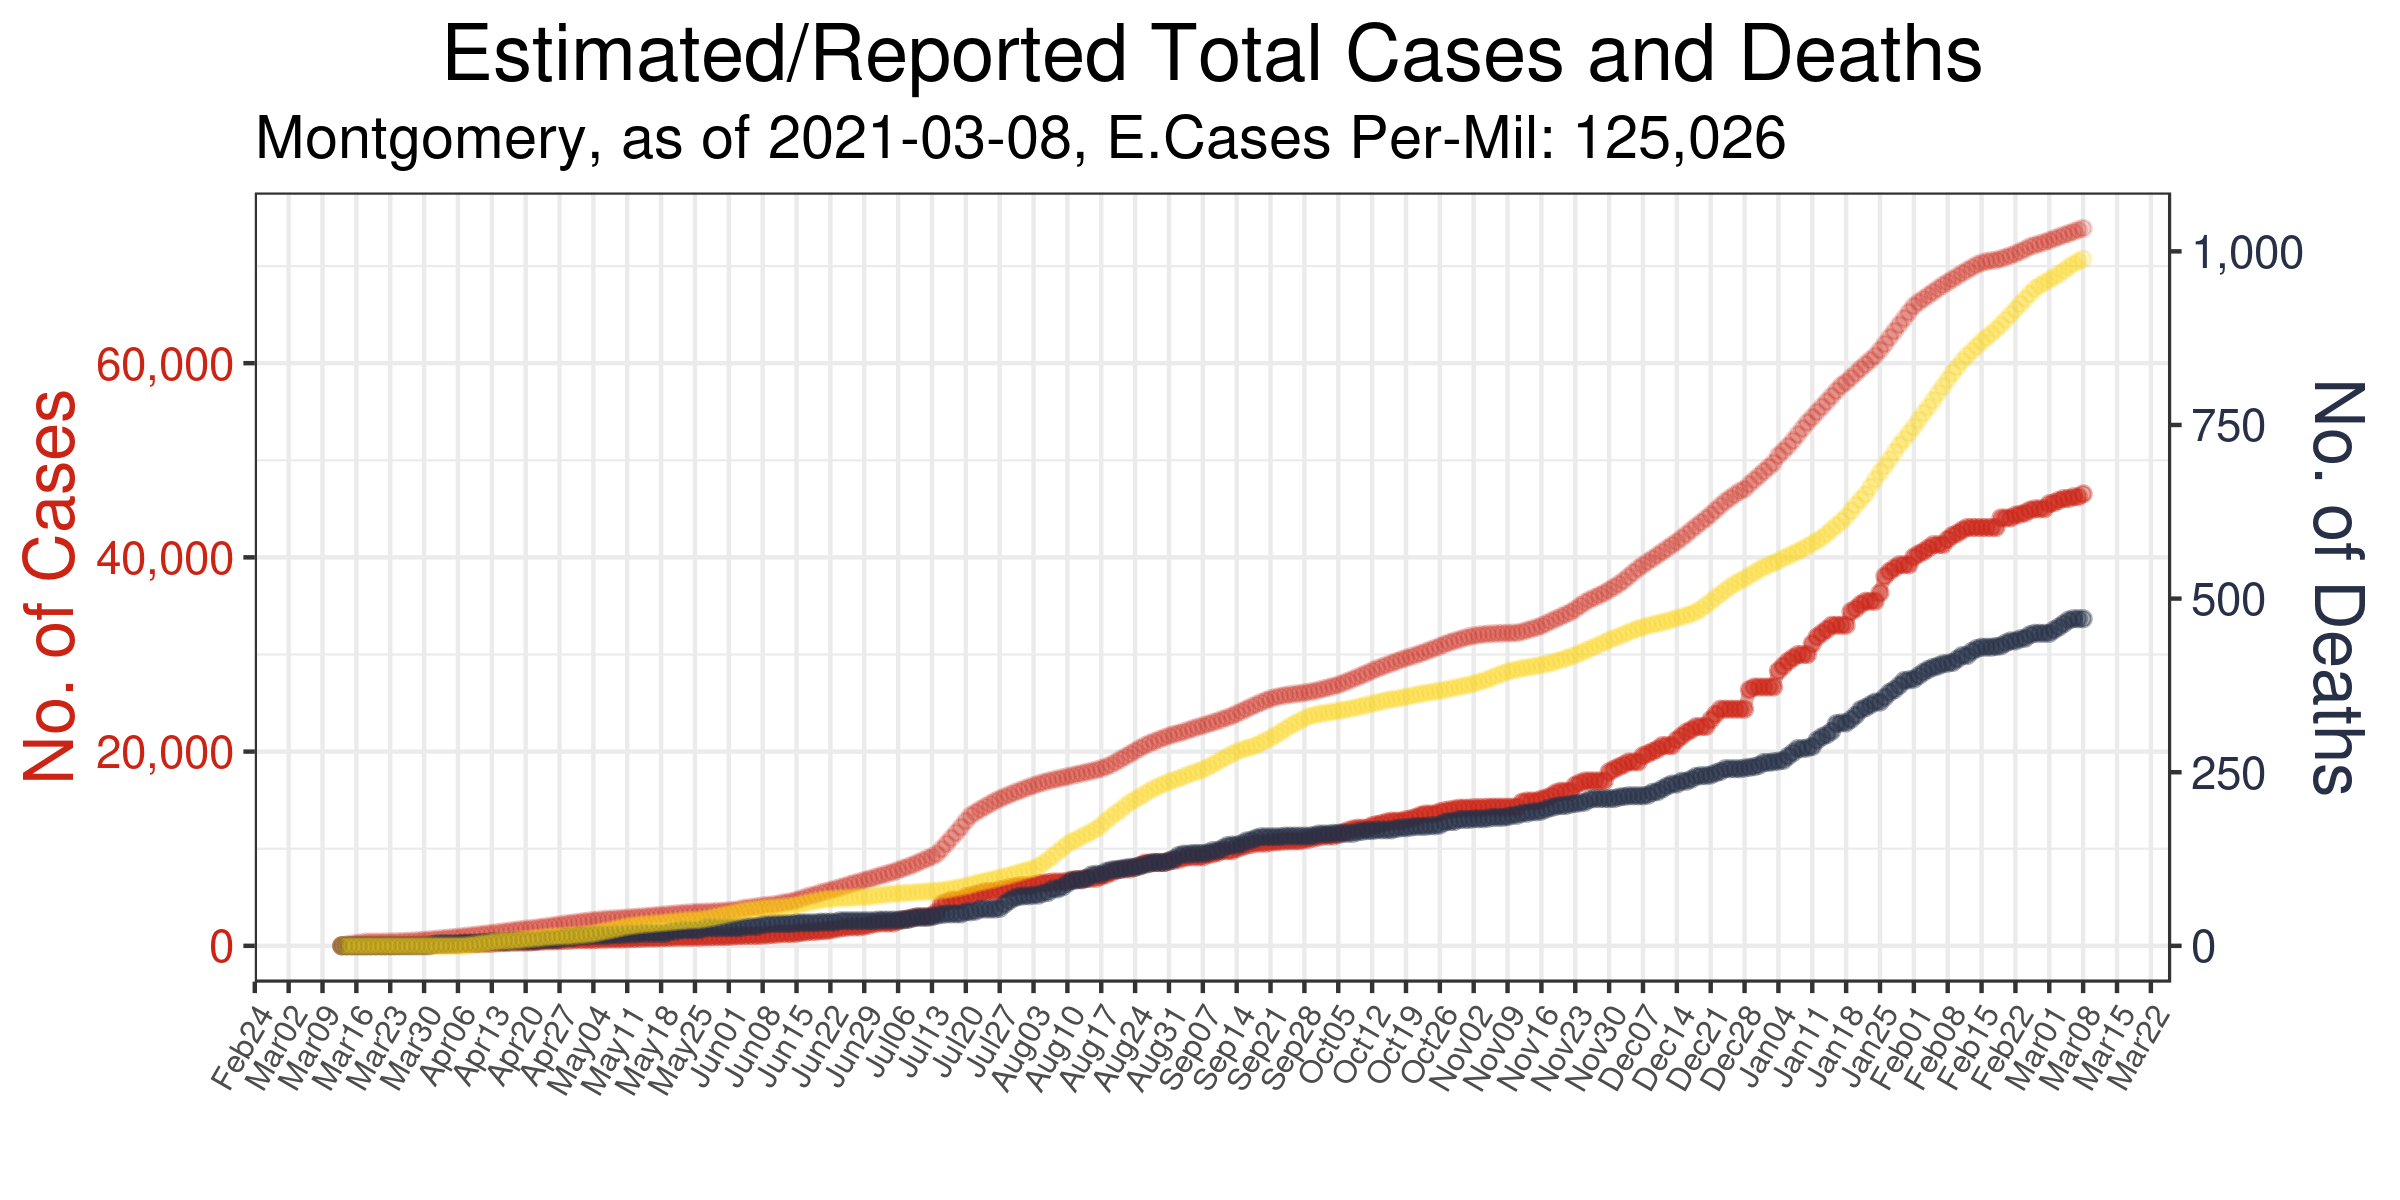 Estimated/Reported Total Cases and Deaths
Montgomery, as of 2021-03-08, E.Cases Per-Mil: 125,026
No. of Cases
60,000
40,000
20,000
0
1,000
750
500
250
0
No. of Deaths
Feb24
Mar02
Mar09
Mar16
Mar23
Mar30
Apr06
Apr13
Apr20
Apr27
May04
May11
May18
May25
Jun01
Jun08
Jun15
Jun22
Jun29
Jul06
Jul13
Jul20
Jul27
Aug03
Aug10
Aug17
Aug24
Aug31
Sep07
Sep14
Sep21
Sep28
Oct05
Oct12
Oct19
Oct26
Nov02
Nov09
Nov16
Nov23
Nov30
Dec07
Dec14
Dec21
Dec28
Jan04
Jan11
Jan18
Jan25
Feb01
Feb08
Feb15
Feb22
Mar01
Mar08
Mar15
Mar22